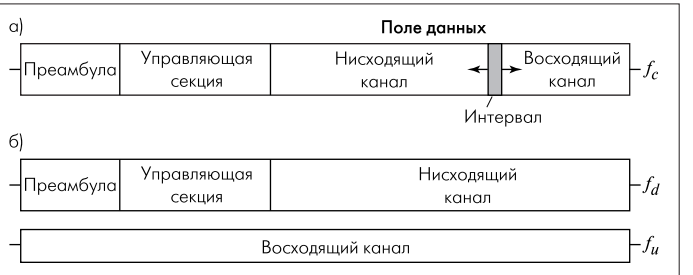 а)
Поле данных
Преамбула
Управляющая
секция
Нисходящий
канал
Восходящий
канал
f_c
Интервал
б)
Преамбула
Управляющая
секция
Нисходящий
канал
f_d
Восходящий канал
f_u